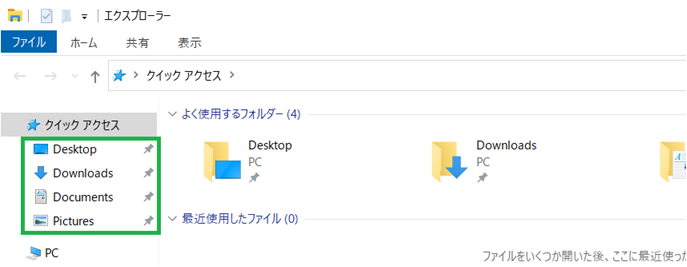 エクスプローラー
ファイル ホーム 共有 表示
クイック アクセス
クイック アクセス
Desktop
Downloads
Documents
Pictures
PC
よく使用するフォルダー (4)
Desktop
PC
Downloads
PC
最近使用したファイル (0)
ファイルをいくつか開いた後、ここに最近使っ